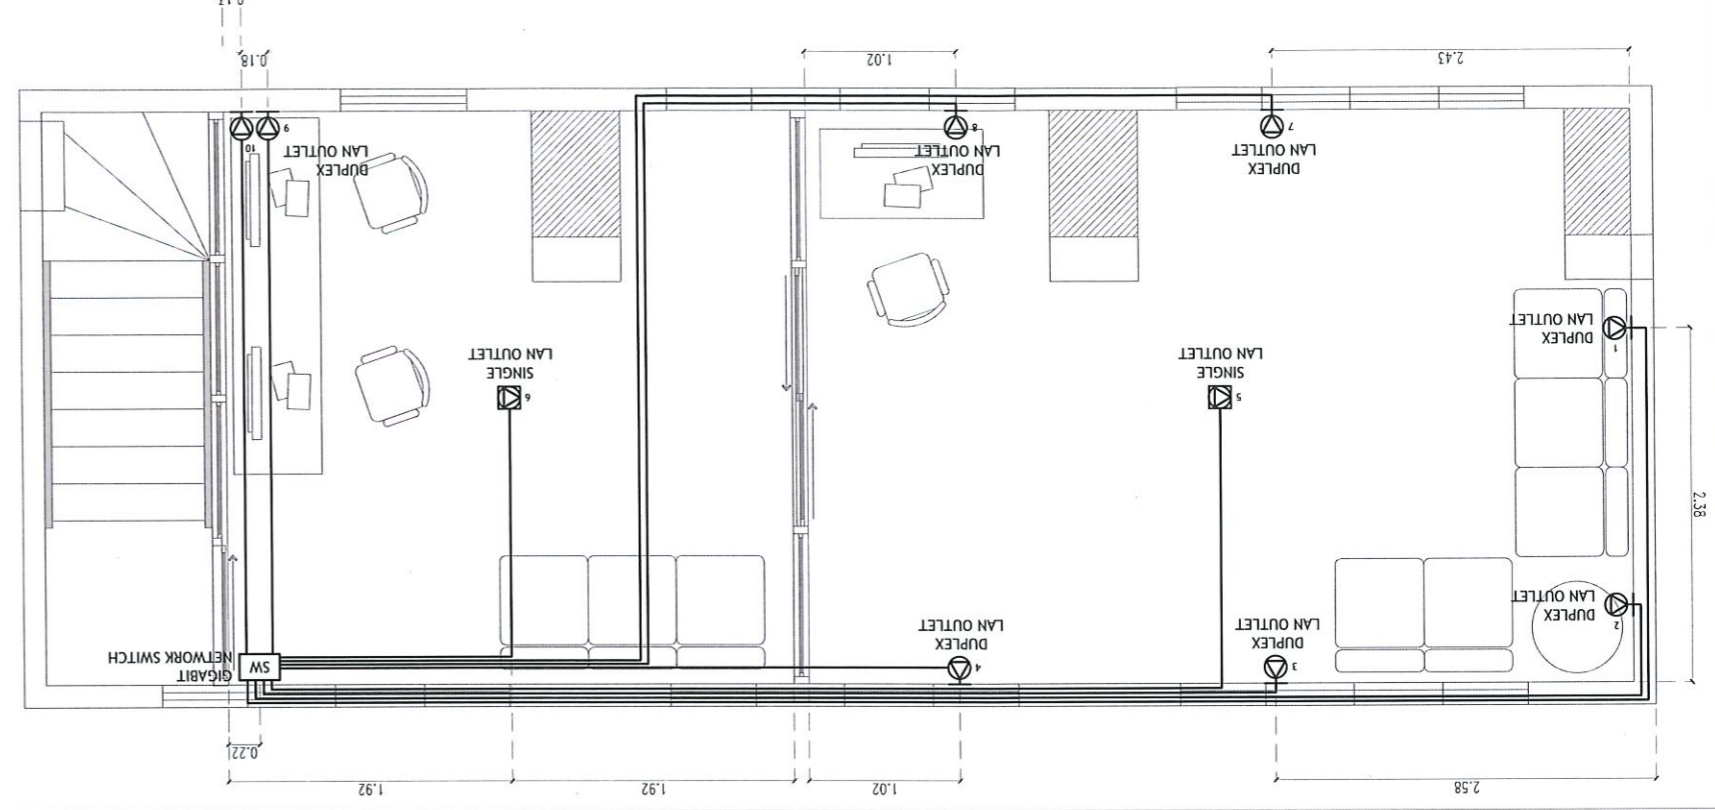 2.58
1.02
1.92
1.92
0.22
3
DUPLEX
LAN OUTLET
4
DUPLEX
LAN OUTLET
SW
GIGABIT
NETWORK SWITCH
2
DUPLEX
LAN OUTLET
2.38
5
SINGLE
LAN OUTLET
6
SINGLE
LAN OUTLET
1
DUPLEX
LAN OUTLET
7
DUPLEX
LAN OUTLET
8
DUPLEX
LAN OUTLET
9
DUPLEX
LAN OUTLET
10
2.43
1.02
0.18